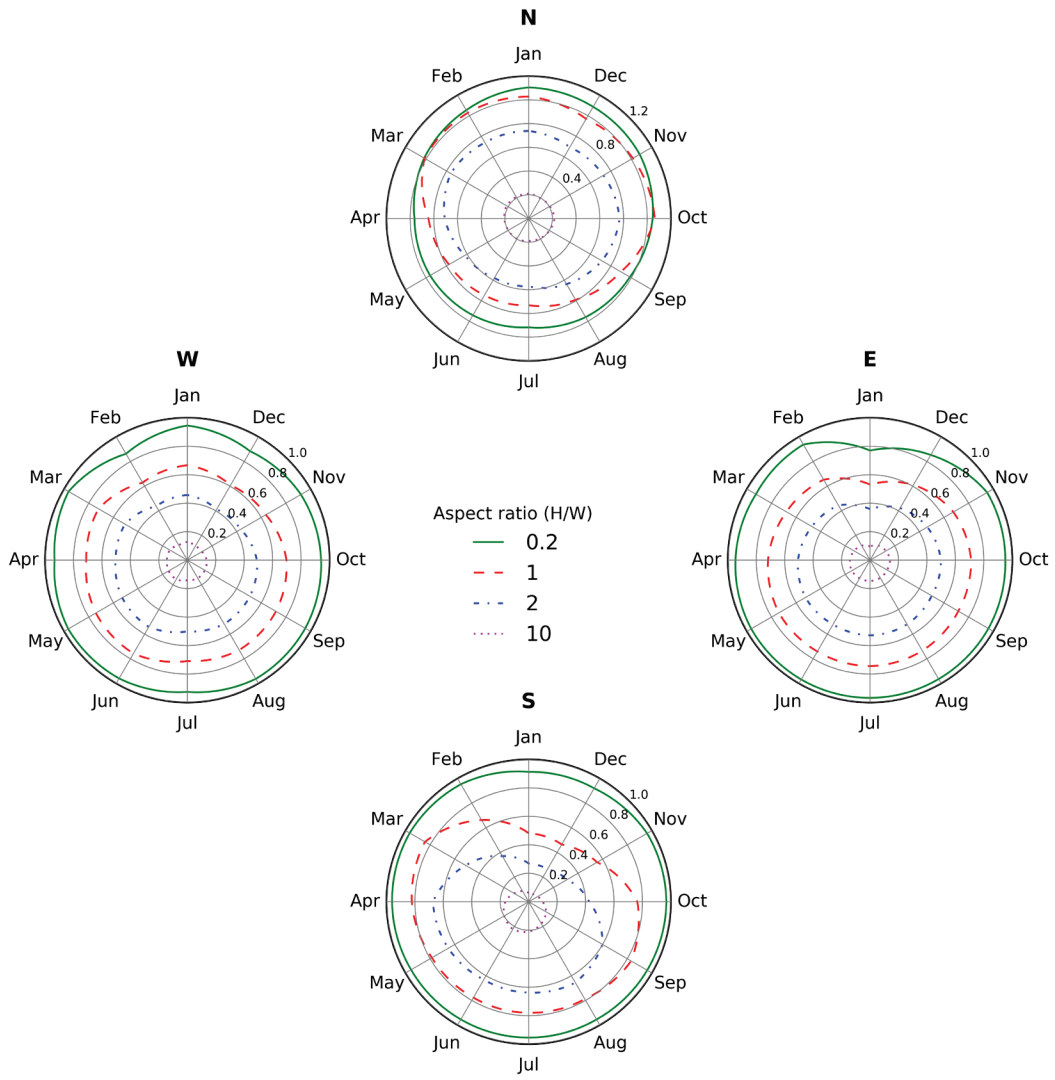 N
Jan
Feb
Dec
1.2
Mar
Nov
0.8
0.4
Apr
Oct
May
Sep
Jun
Aug
Jul
W
Jan
Feb
Dec
1.0
Mar
0.8
Nov
0.6
0.4
0.2
Apr
Oct
May
Sep
Jun
Aug
Jul
E
Jan
Feb
Dec
1.0
Mar
0.8
Nov
0.6
0.4
0.2
Apr
Oct
May
Sep
Jun
Aug
Jul
Aspect ratio (H/W)
0.2
1
2
10
S
Jan
Feb
Dec
1.0
Mar
0.8
Nov
0.6
0.4
0.2
Apr
Oct
May
Sep
Jun
Aug
Jul